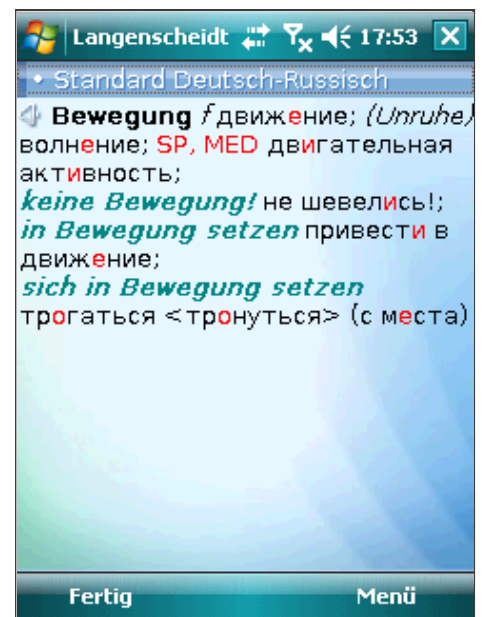 Langenscheidt 17:53
• Standard Deutsch-Russisch
Bewegung f движение; (Unruhe)
волнение; SP, MED двигательная
активность;
keine Bewegung! не шевелись!;
in Bewegung setzen привести в
движение;
sich in Bewegung setzen
трогаться <тронуться> (с места)
Fertig Menü